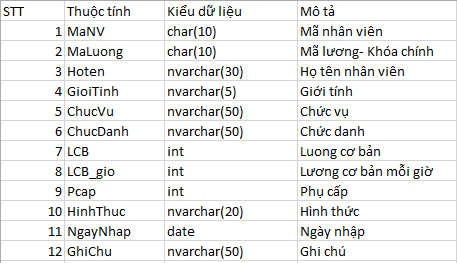 STT Thuộc tính Kiểu dữ liệu Mô tả
1 MaNV char(10) Mã nhân viên
2 MaLuong char(10) Mã lương- Khóa chính
3 Hoten nvarchar(30) Họ tên nhân viên
4 GioiTinh nvarchar(5) Giới tính
5 ChucVu nvarchar(50) Chức vụ
6 ChucDanh nvarchar(50) Chức danh
7 LCB int Luong cơ bản
8 LCB_gio int Lương cơ bản mỗi giờ
9 Pcap int Phụ cấp
10 HinhThuc nvarchar(20) Hình thức
11 NgayNhap date Ngày nhập
12 GhiChu nvarchar(50) Ghi chú